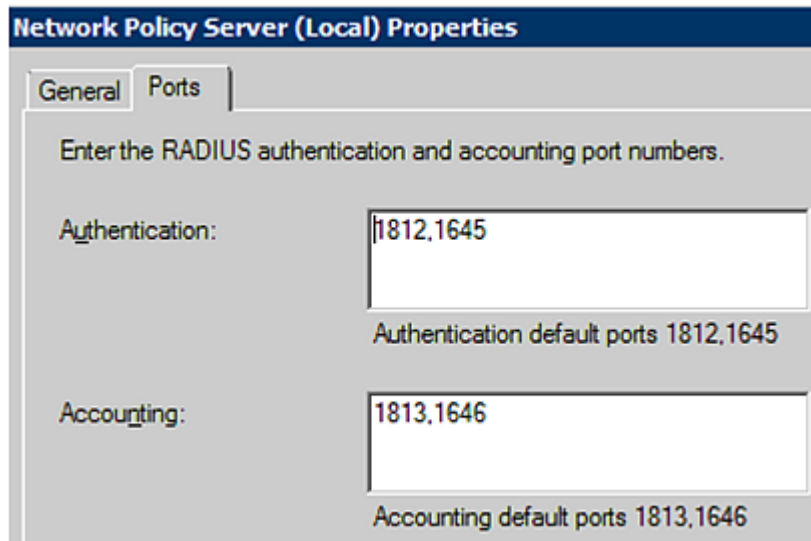 Network Policy Server (Local) Properties
General Ports
Enter the RADIUS authentication and accounting port numbers.
Authentication: 1812,1645
Authentication default ports 1812,1645
Accounting: 1813,1646
Accounting default ports 1813,1646